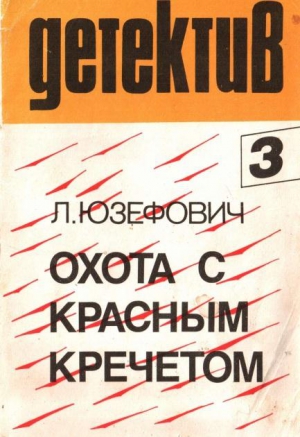 детектив
3
Л.ЮЗЕФОВИЧ
ОХОТА С
КРАСНЫМ
КРЕЧЕТОМ